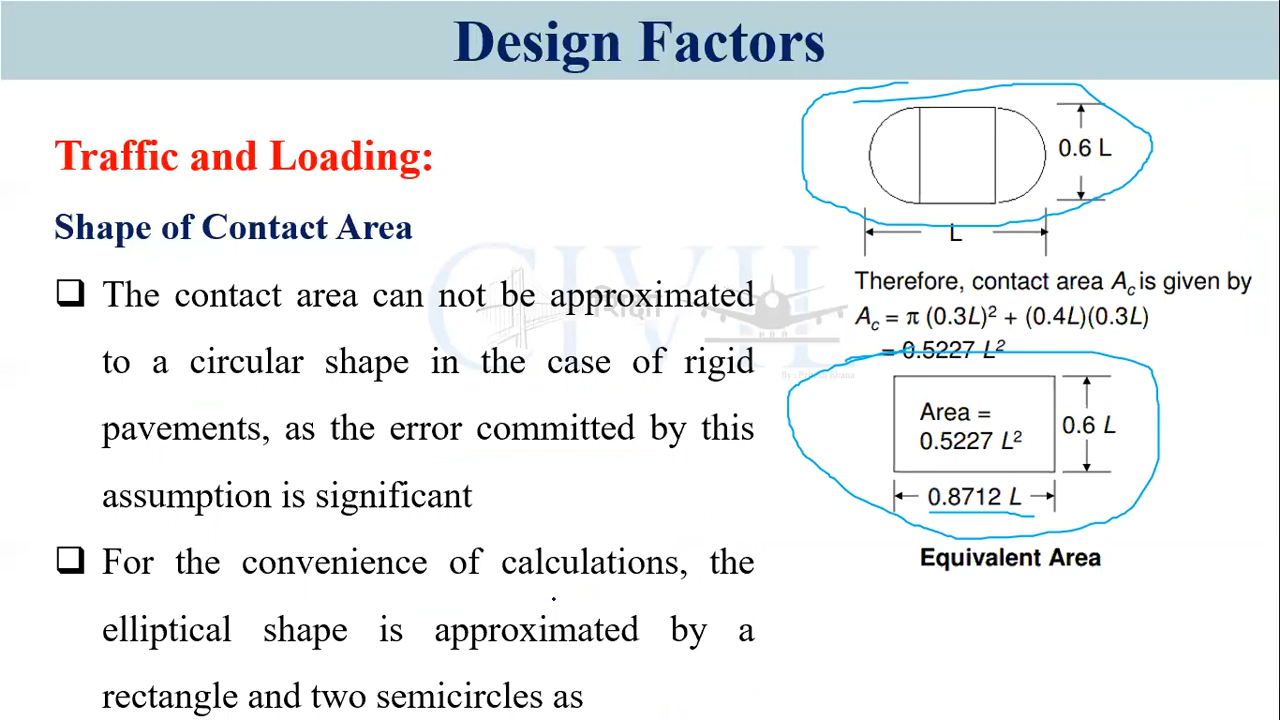 Design Factors
Traffic and Loading:
Shape of Contact Area
❑ The contact area can not be approximated
to a circular shape in the case of rigid
pavements, as the error committed by this
assumption is significant
❑ For the convenience of calculations, the
elliptical shape is approximated by a
rectangle and two semicircles as
0.6 L
L
Therefore, contact area A_c is given by
A_c = π (0.3L)² + (0.4L)(0.3L)
= 0.5227 L²
Area =
0.5227 L²
0.6 L
0.8712 L
Equivalent Area
CIVIL